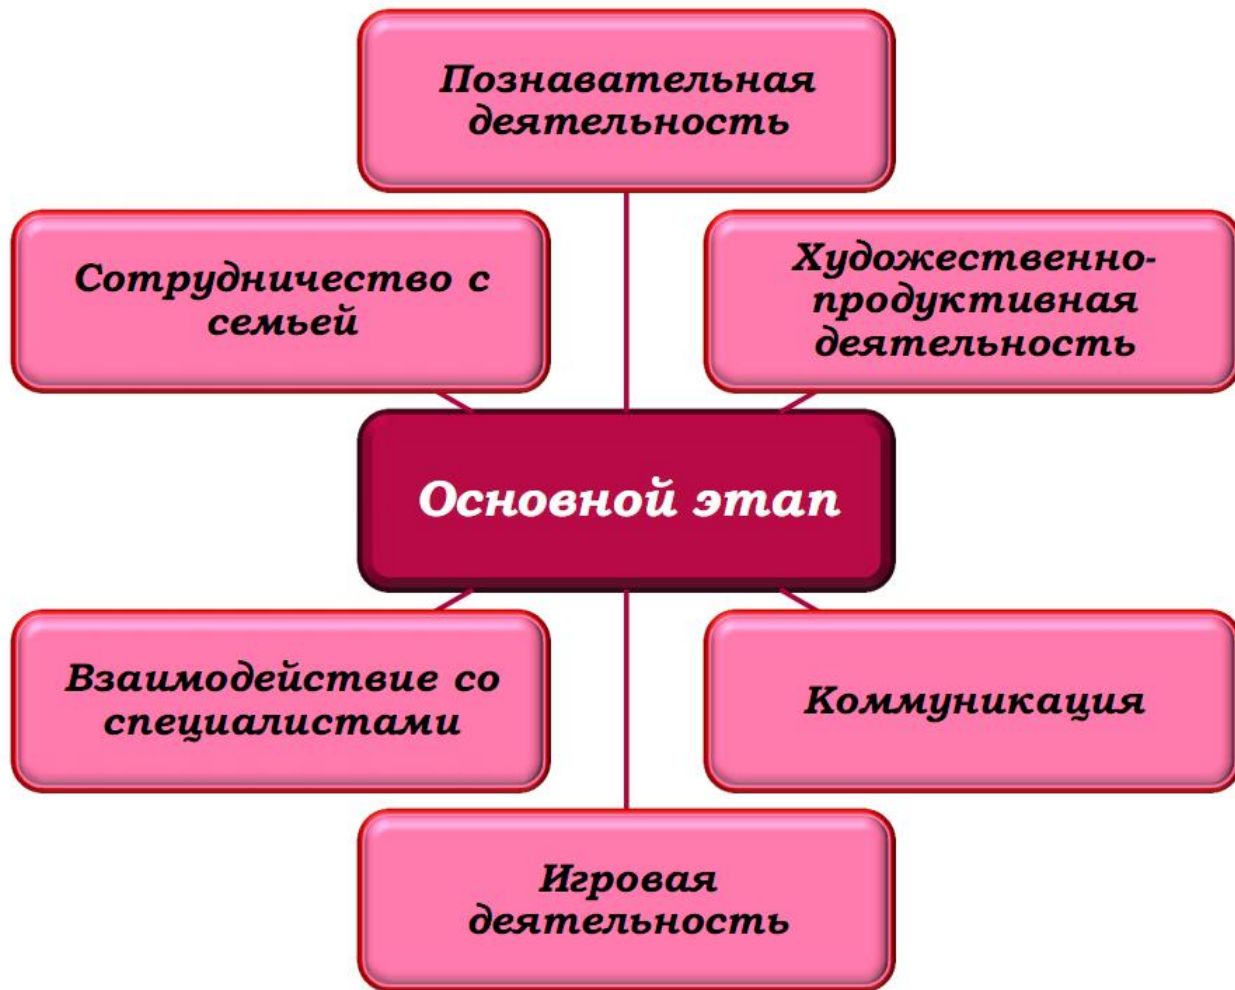 Познавательная
деятельность
Сотрудничество с
семьей
Художественно-
продуктивная
деятельность
Основной этап
Взаимодействие со
специалистами
Коммуникация
Игровая
деятельность